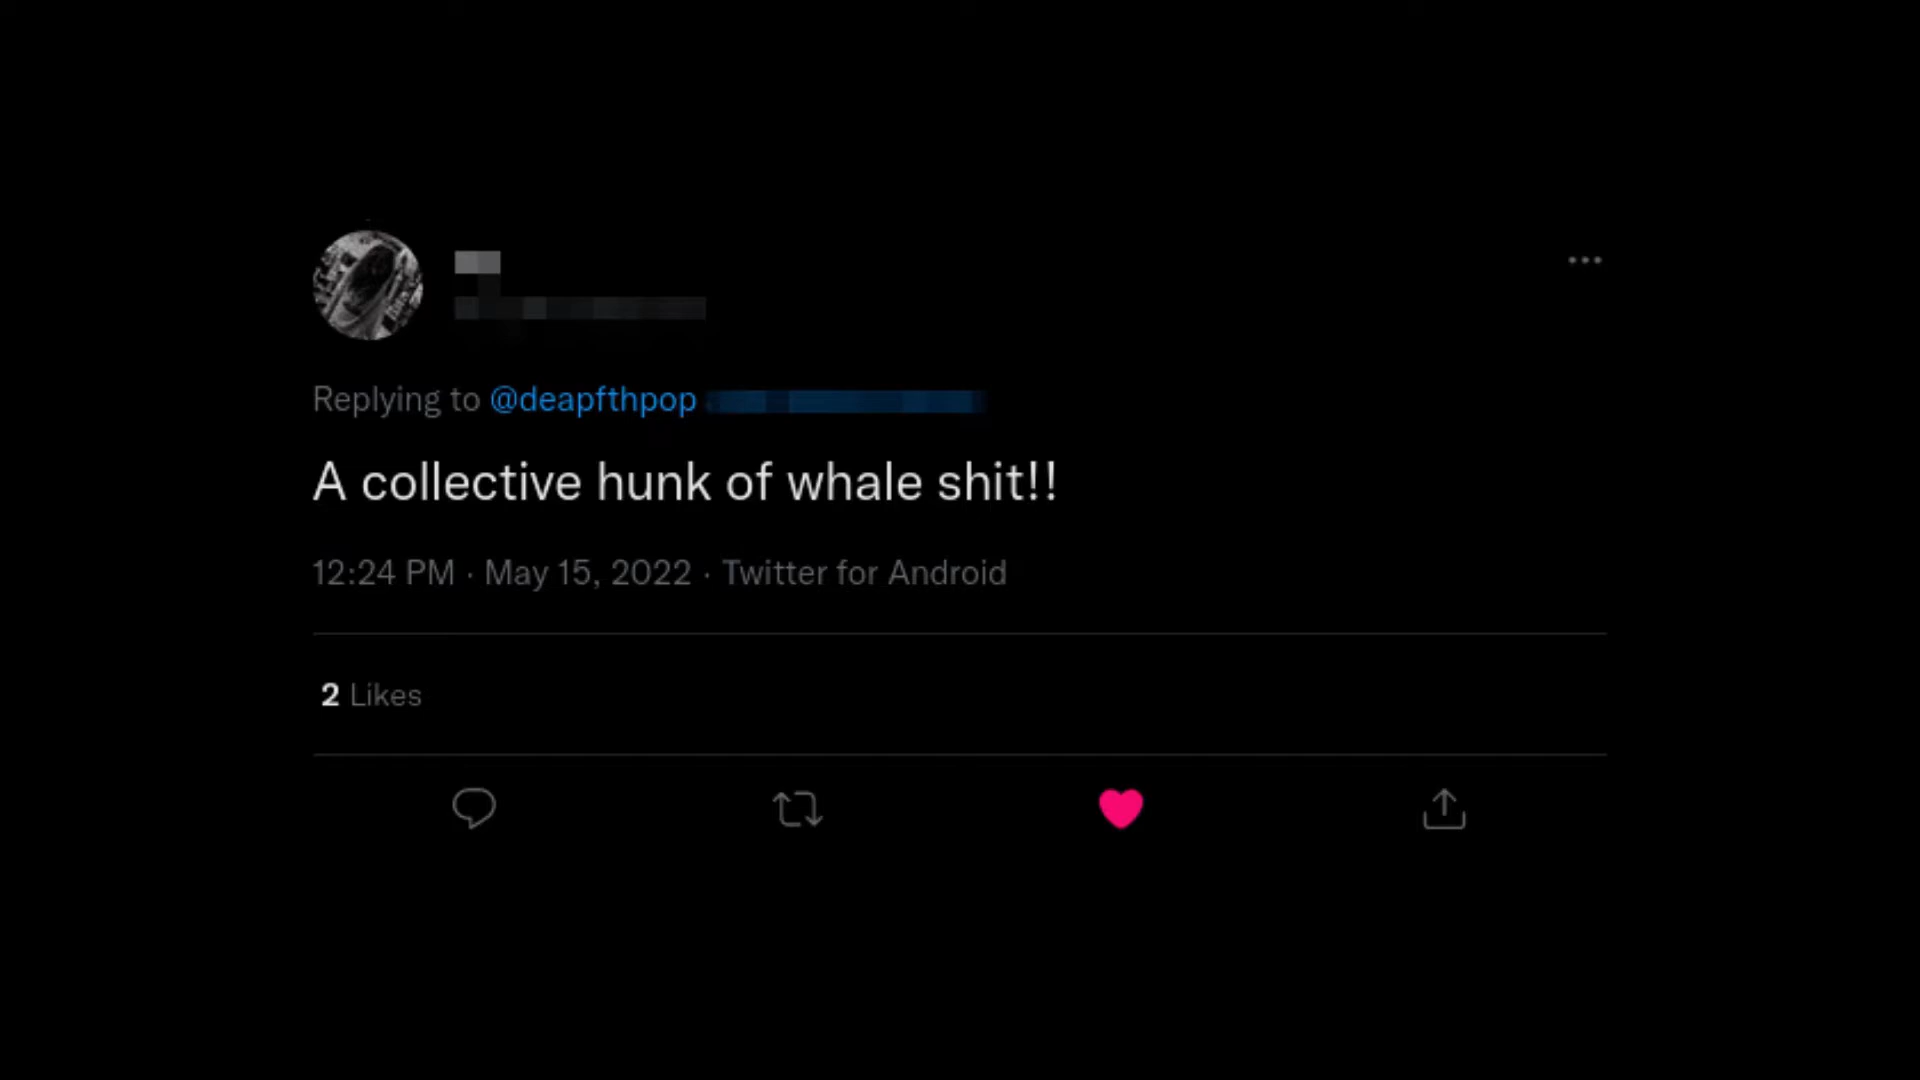 Replying to @deapfthpop
A collective hunk of whale shit!!
12:24 PM · May 15, 2022 · Twitter for Android
2 Likes